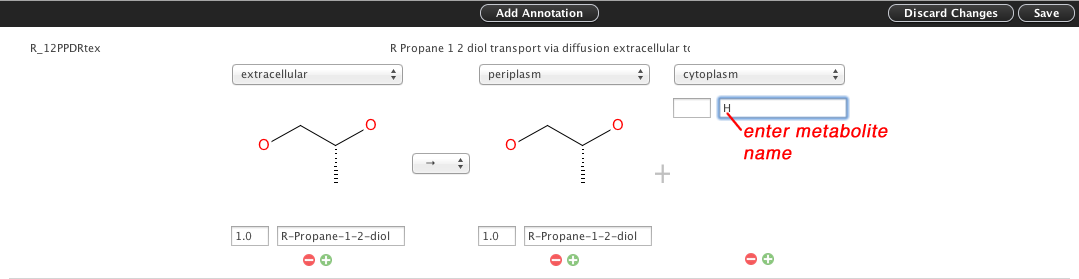 Add Annotation
Discard Changes
Save
R_12PPDRtex
R Propane 1 2 diol transport via diffusion extracellular to
extracellular
periplasm
cytoplasm
H
enter metabolite
name
O
O
→
O
O
+
1.0
R-Propane-1-2-diol
1.0
R-Propane-1-2-diol